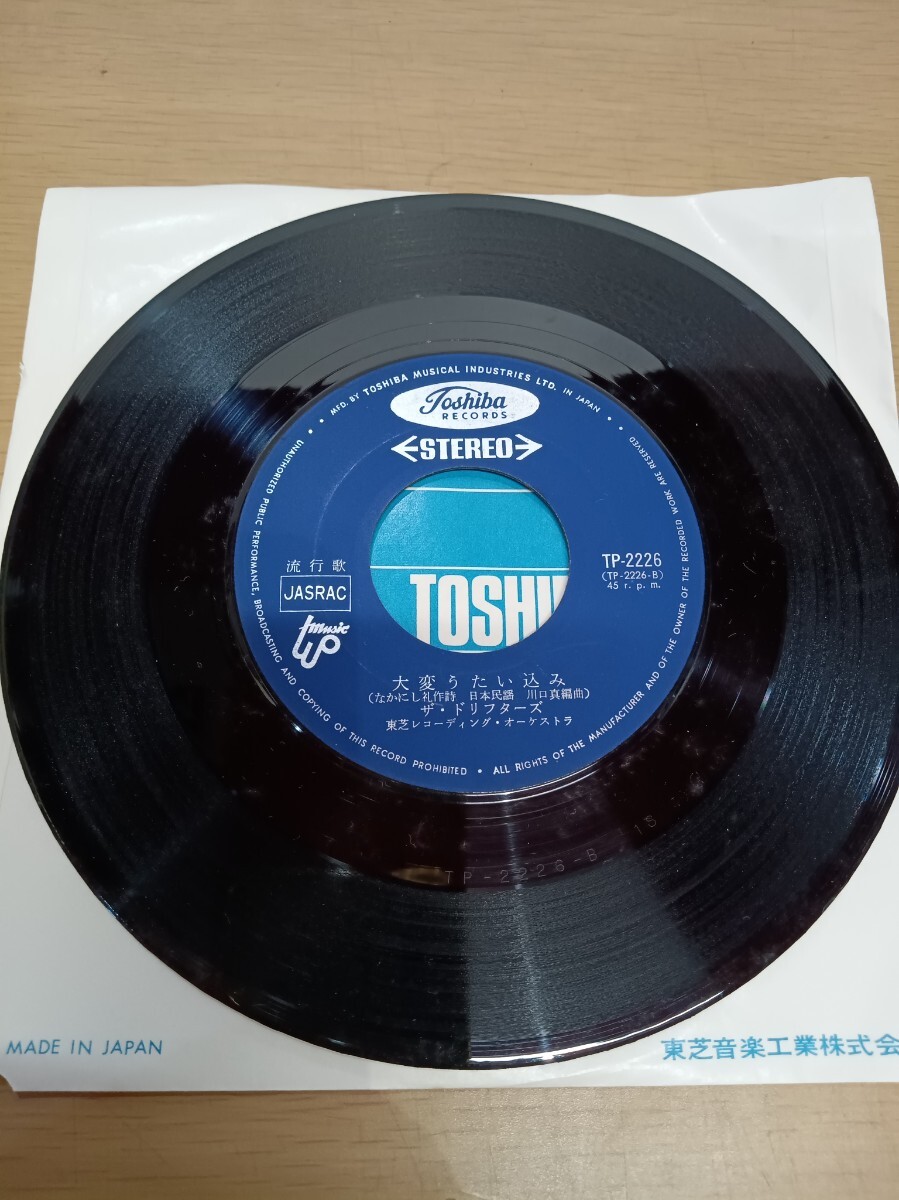 • MFD. BY TOSHIBA MUSICAL INDUSTRIES LTD. IN JAPAN •
Toshiba
RECORDS
STEREO
流行歌
JASRAC
music
TP-2226
(TP-2226-B)
45 r. p. m.
TOSHI
大変うたい込み
(なかにし礼作詩 日本民謡 川口真編曲)
ザ・ドリフターズ
東芝レコーディング・オーケストラ
• UNAUTHORIZED PUBLIC PERFORMANCE, BROADCASTING AND COPYING OF THIS RECORD PROHIBITED • ALL RIGHTS OF THE MANUFACTURER AND OF THE OWNER OF THE RECORDED WORK ARE RESERVED •
TP-2226-B 1S
MADE IN JAPAN
東芝音楽工業株式会